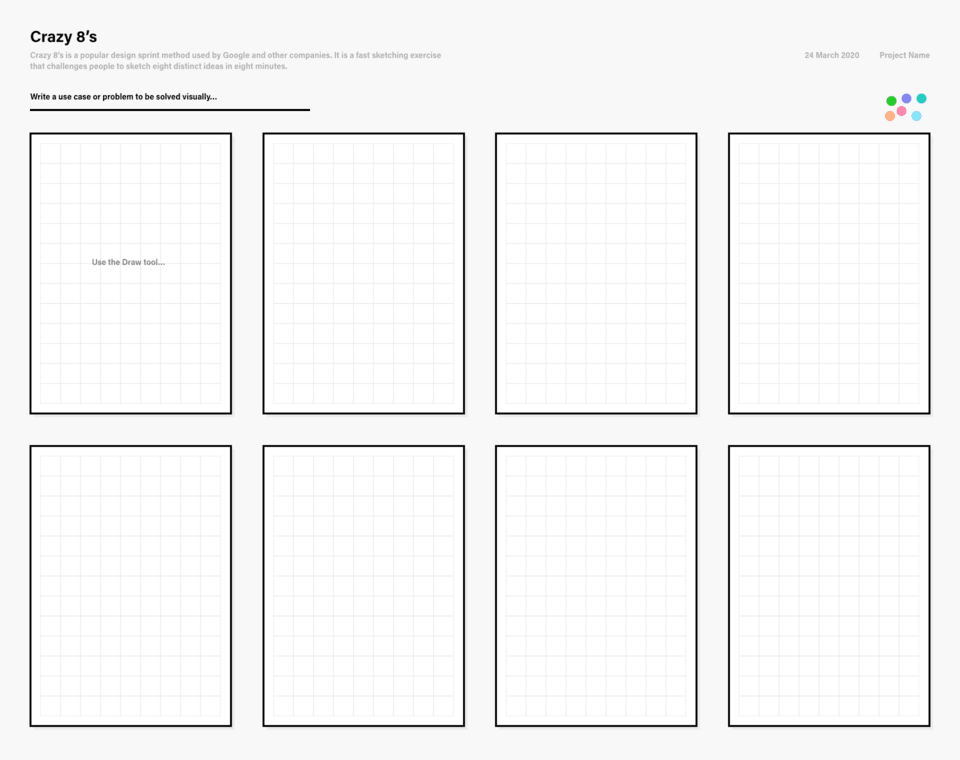 Crazy 8’s
Crazy 8’s is a popular design sprint method used by Google and other companies. It is a fast sketching exercise
that challenges people to sketch eight distinct ideas in eight minutes.
24 March 2020
Project Name
Write a use case or problem to be solved visually...
Use the Draw tool...